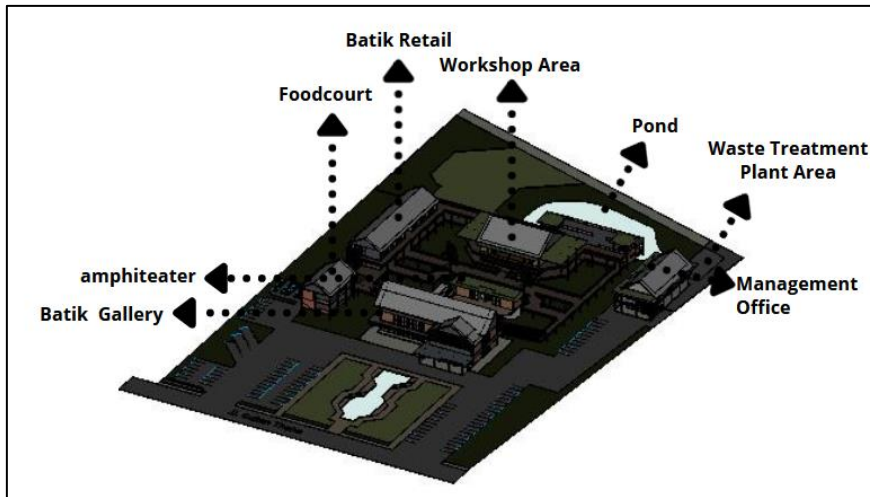 Batik Retail
Workshop Area
Foodcourt
Pond
Waste Treatment
Plant Area
amphiteater
Management
Office
Batik Gallery